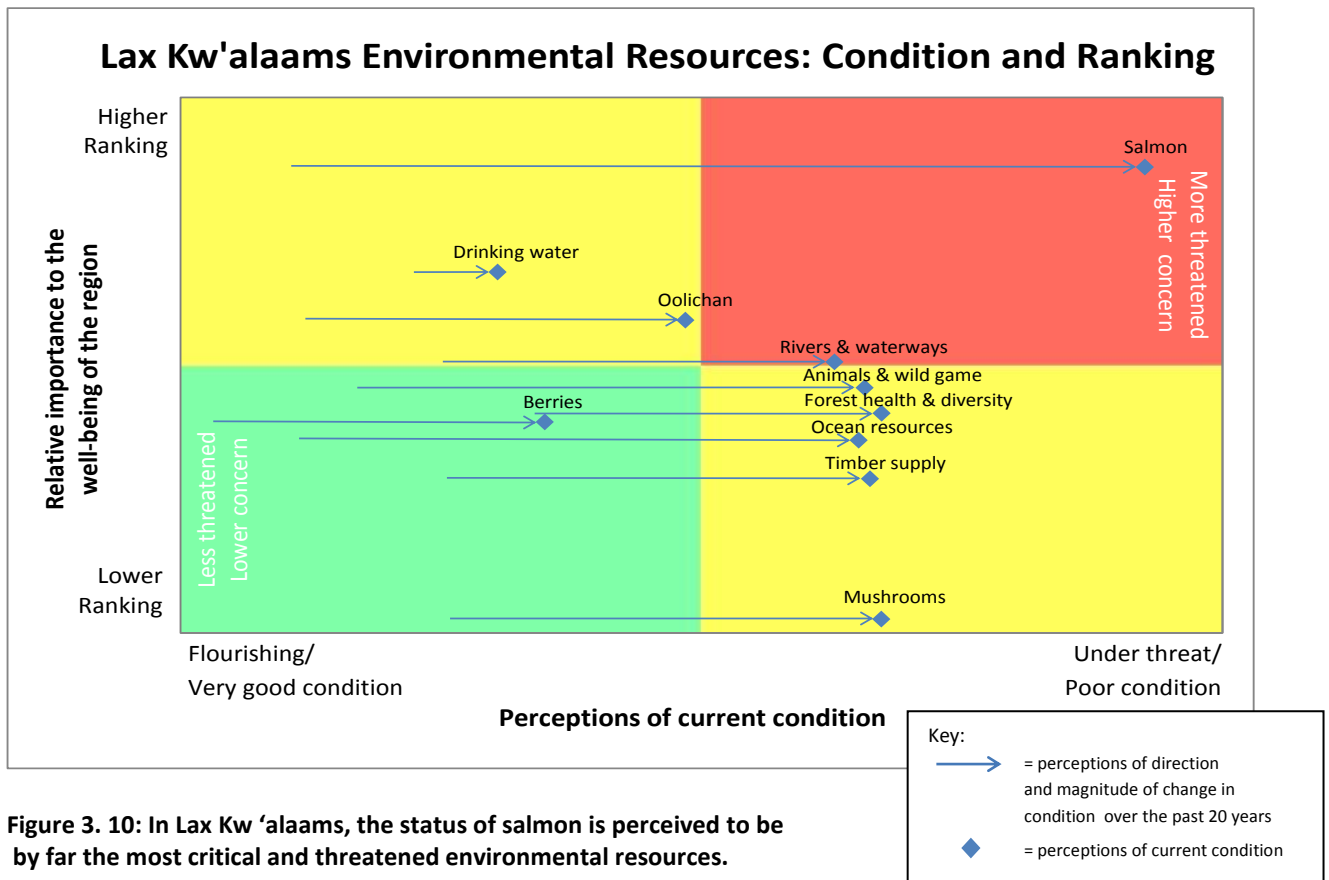 Lax Kw'alaams Environmental Resources: Condition and Ranking
Higher
Ranking
Relative importance to the
well-being of the region
Lower
Ranking
Salmon
More threatened
Higher concern
Drinking water
Oolichan
Rivers & waterways
Animals & wild game
Berries
Forest health & diversity
Ocean resources
Timber supply
Less threatened
Lower concern
Mushrooms
Flourishing/
Very good condition
Under threat/
Poor condition
Perceptions of current condition
Key:
= perceptions of direction
and magnitude of change in
condition over the past 20 years
= perceptions of current condition
Figure 3. 10: In Lax Kw ‘alaams, the status of salmon is perceived to be
by far the most critical and threatened environmental resources.